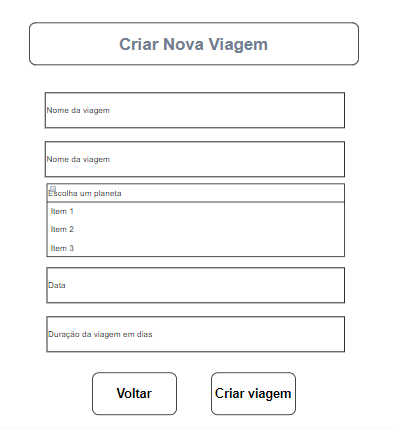 Criar Nova Viagem
Nome da viagem
Nome da viagem
Escolha um planeta
Item 1
Item 2
Item 3
Data
Duração da viagem em dias
Voltar
Criar viagem